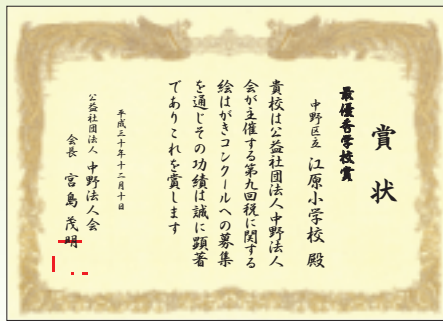 賞状
最優秀学校賞
中野区立 江原小学校 殿
貴校は公益社団法人中野法人
会が主催する第九回税に関する
絵はがきコンクールへの募集
を通じその功績は誠に顕著
でありこれを賞します
平成三十年十二月十日
公益社団法人 中野法人会
会長 宮島茂明